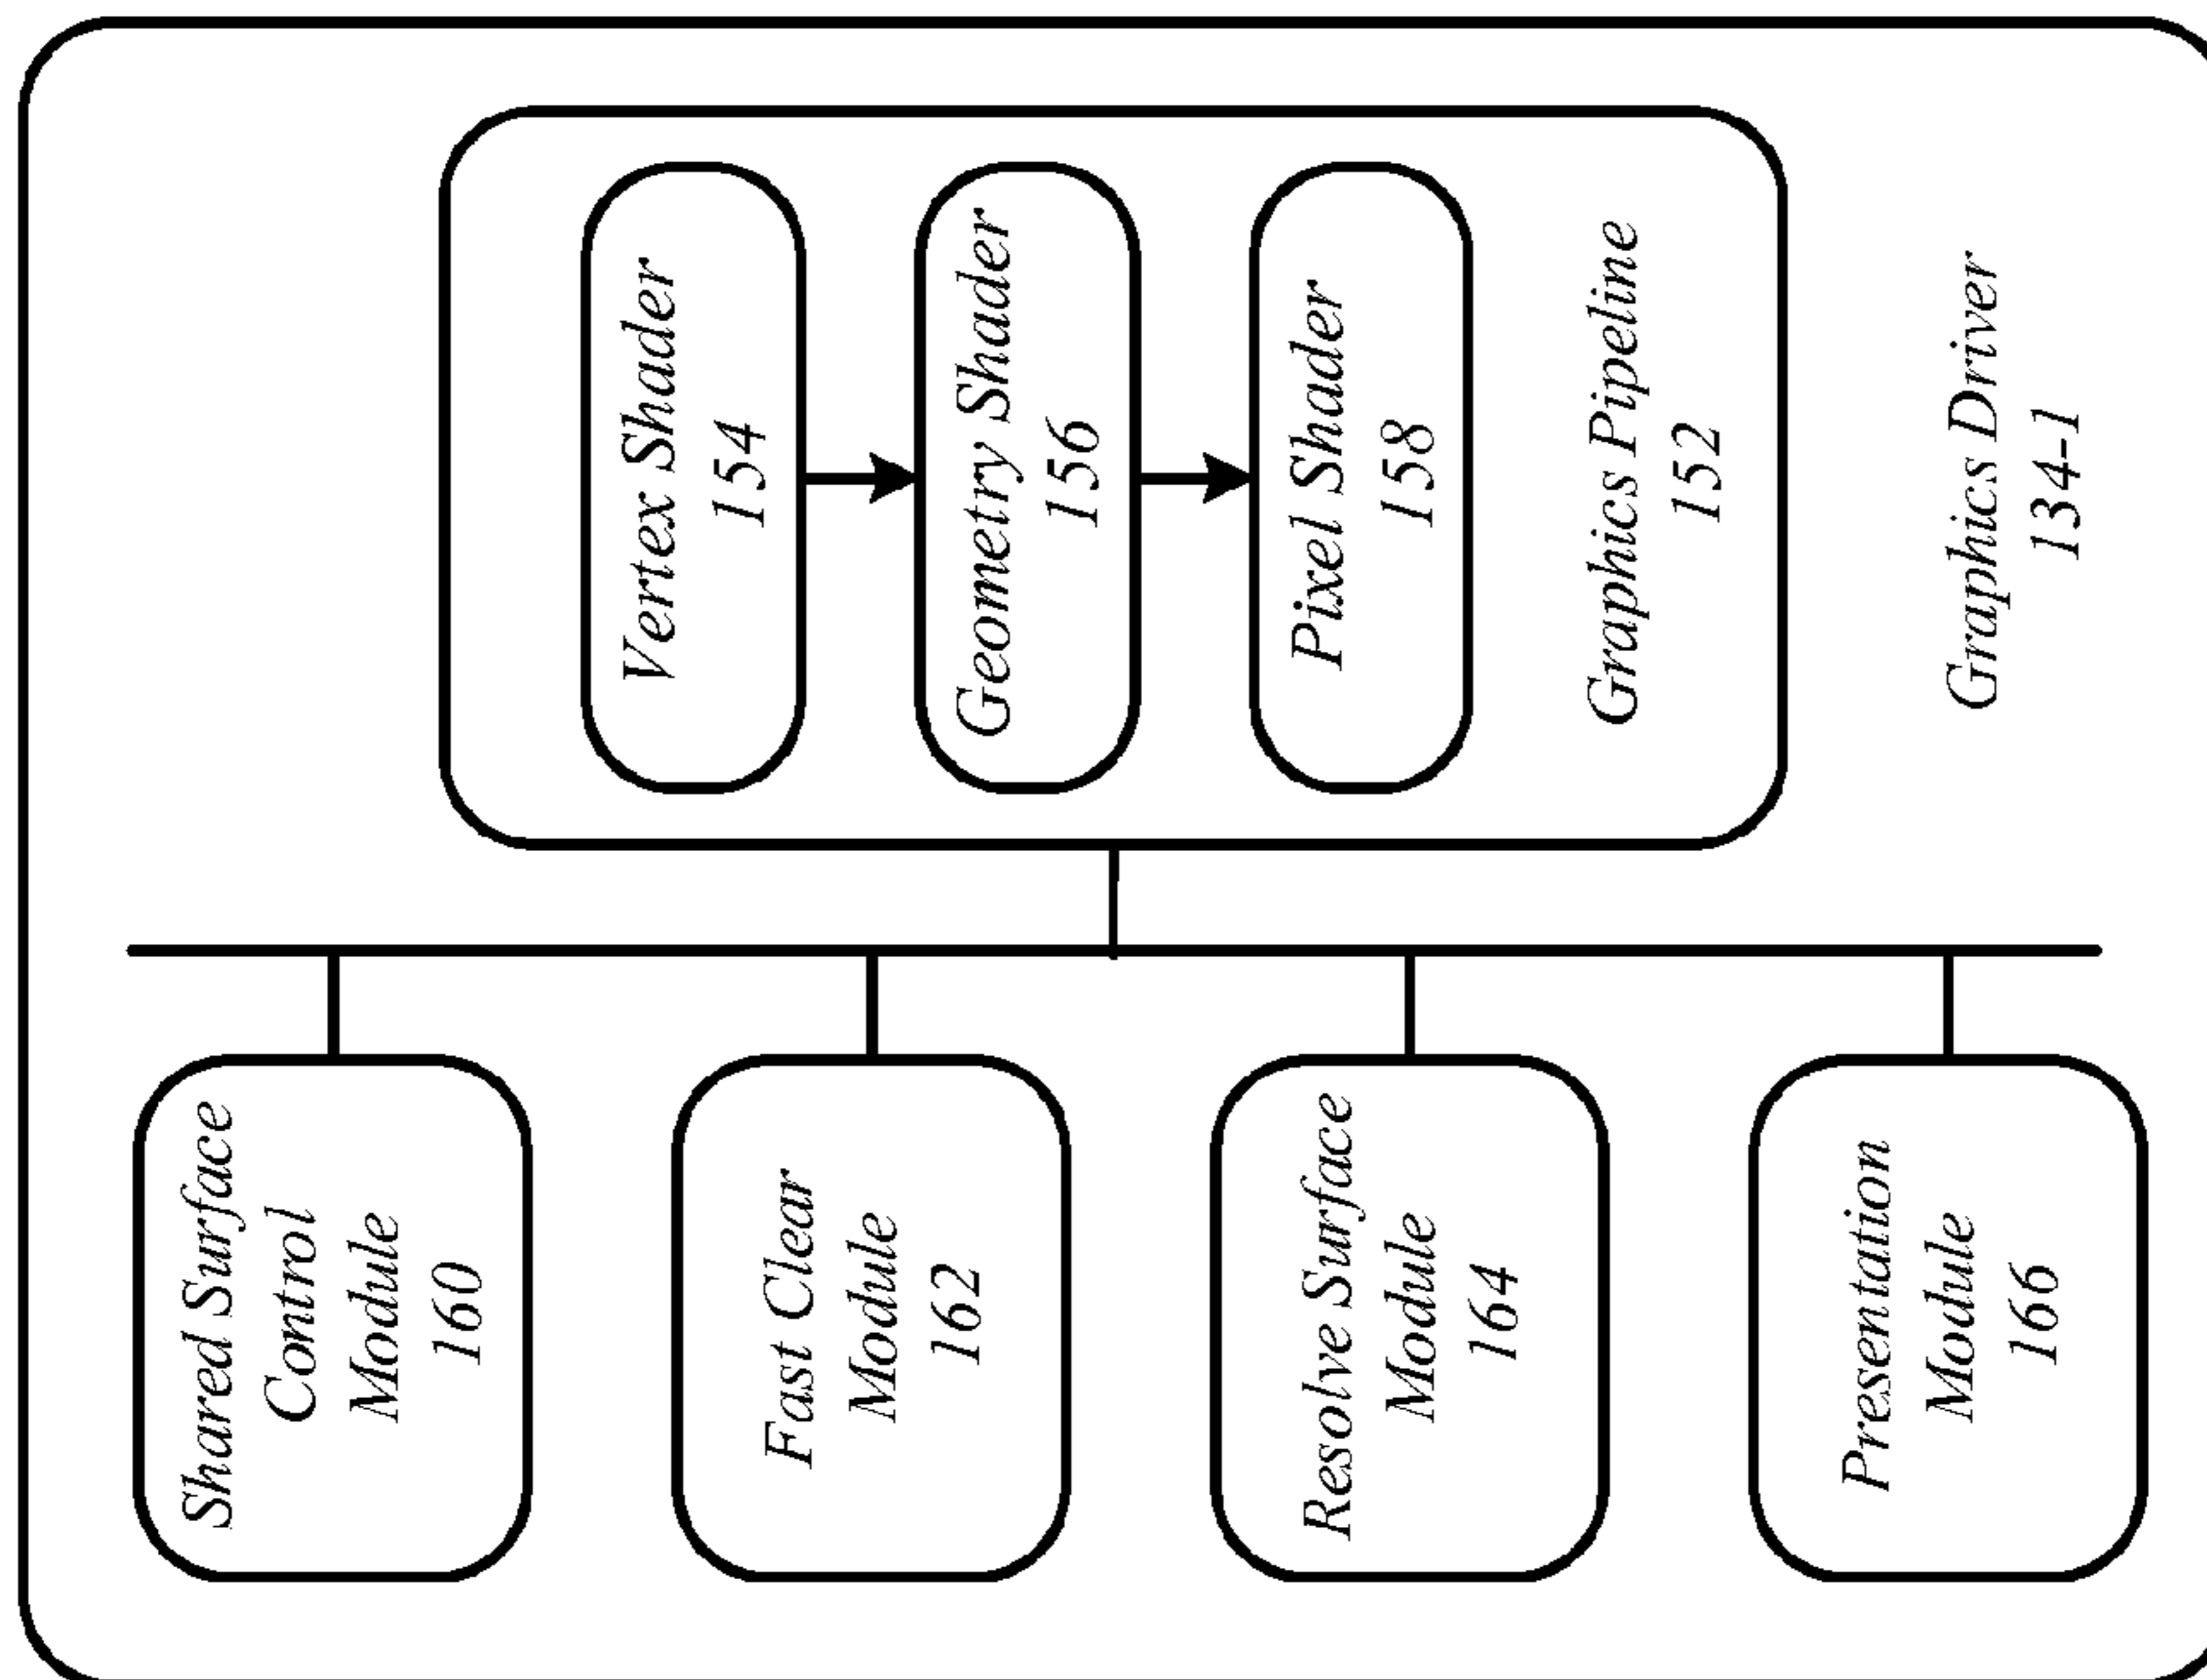 Shared Surface
Control
Module
160
Fast Clear
Module
162
Resolve Surface
Module
164
Presentation
Module
166
Vertex Shader
154
Geometry Shader
156
Pixel Shader
158
Graphics Pipeline
152
Graphics Driver
134-1